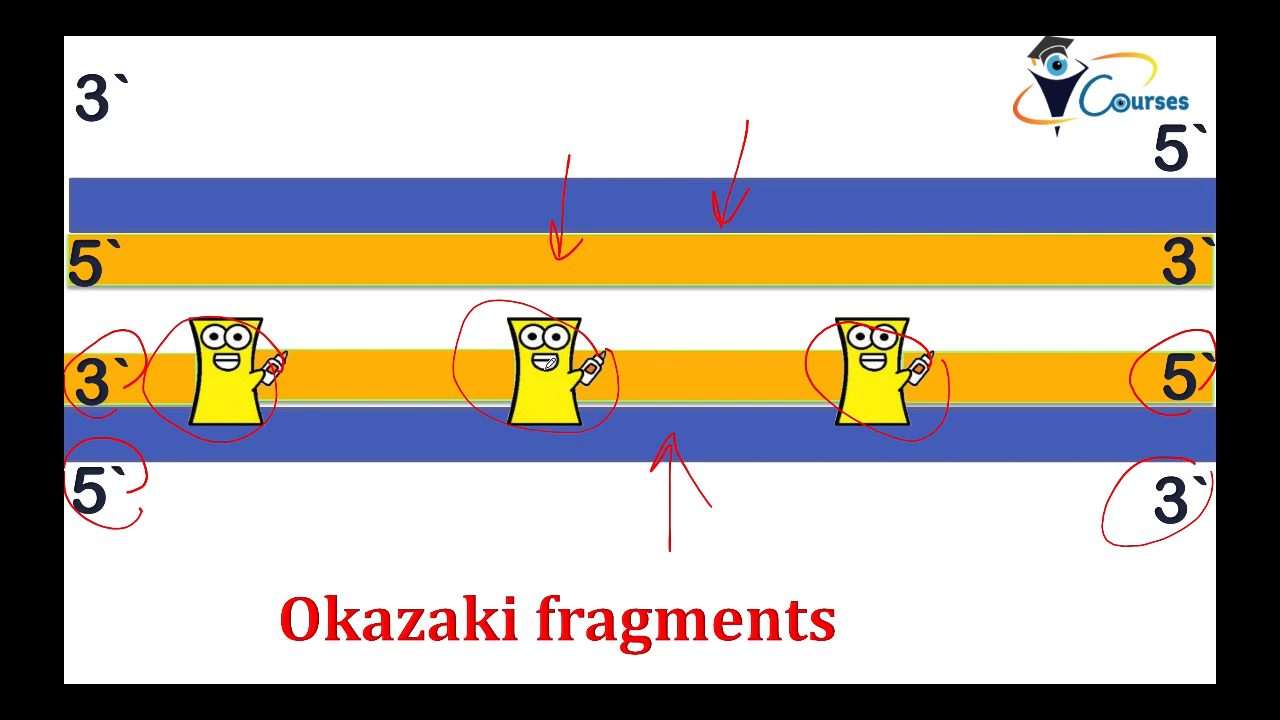 3`
Courses
5`
5` 3`
3` 5`
5` 3`
Okazaki fragments